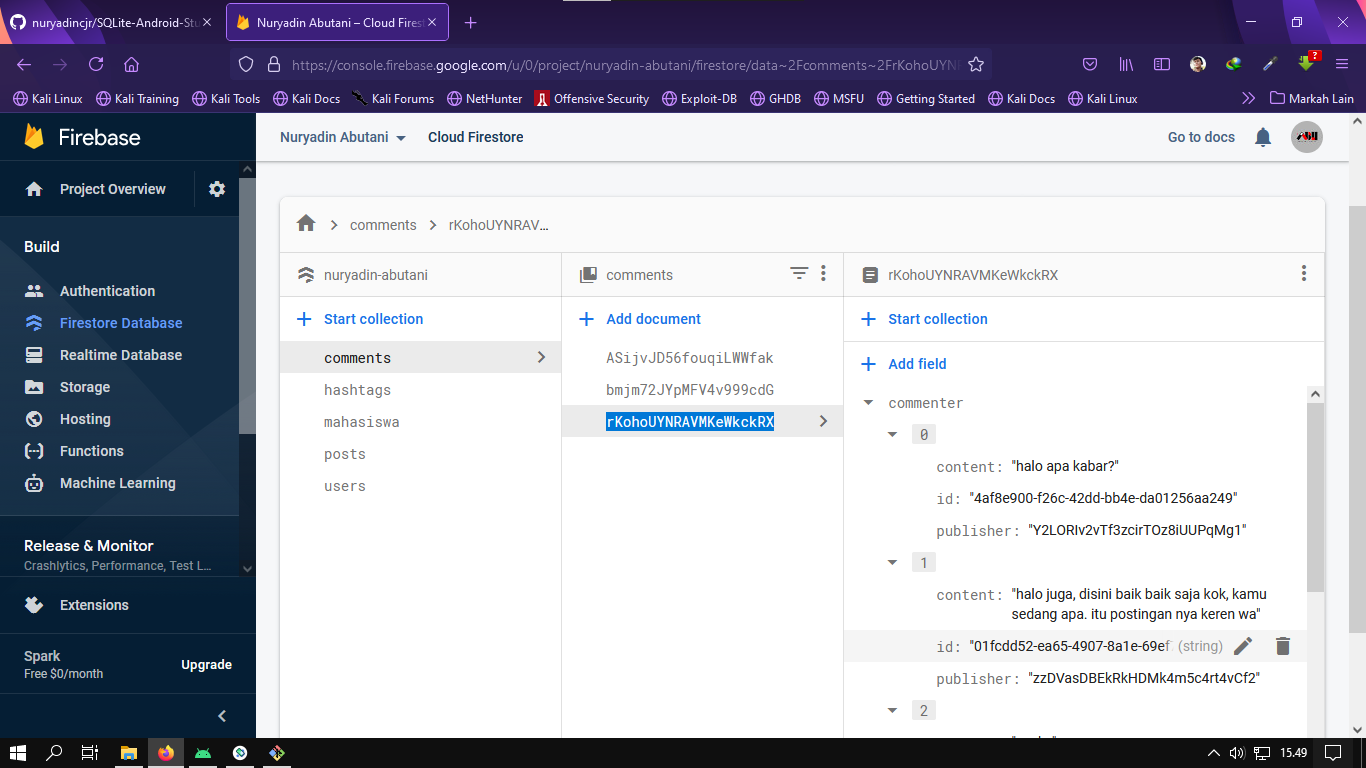 nuryadincjr/SQLite-Android-Stu
Nuryadin Abutani – Cloud Firest
https://console.firebase.google.com/u/0/project/nuryadin-abutani/firestore/data~2Fcomments~2FrKohoUYN
Kali Linux
Kali Training
Kali Tools
Kali Docs
Kali Forums
NetHunter
Offensive Security
Exploit-DB
GHDB
MSFU
Getting Started
Kali Docs
Kali Linux
Markah Lain
Firebase
Nuryadin Abutani
Cloud Firestore
Go to docs
Project Overview
Build
Authentication
Firestore Database
Realtime Database
Storage
Hosting
Functions
Machine Learning
Release & Monitor
Crashlytics, Performance, Test L...
Extensions
Spark
Free $0/month
Upgrade
comments
rKohoUYNRAV...
nuryadin-abutani
Start collection
comments
hashtags
mahasiswa
posts
users
comments
Add document
ASijvJD56fouqiLWWfak
bmjm72JYpMFV4v999cdG
rKohoUYNRAVMKeWkckRX
rKohoUYNRAVMKeWkckRX
Start collection
Add field
commenter
0
content: "halo apa kabar?"
id: "4af8e900-f26c-42dd-bb4e-da01256aa249"
publisher: "Y2LORIv2vTf3zcirTOz8iUUPqMg1"
1
content: "halo juga, disini baik baik saja kok, kamu
sedang apa. itu postingan nya keren wa"
id: "01fcdd52-ea65-4907-8a1e-69ef (string)
publisher: "zzDVasDBEkRkHDMk4m5c4rt4vCf2"
2
15.49